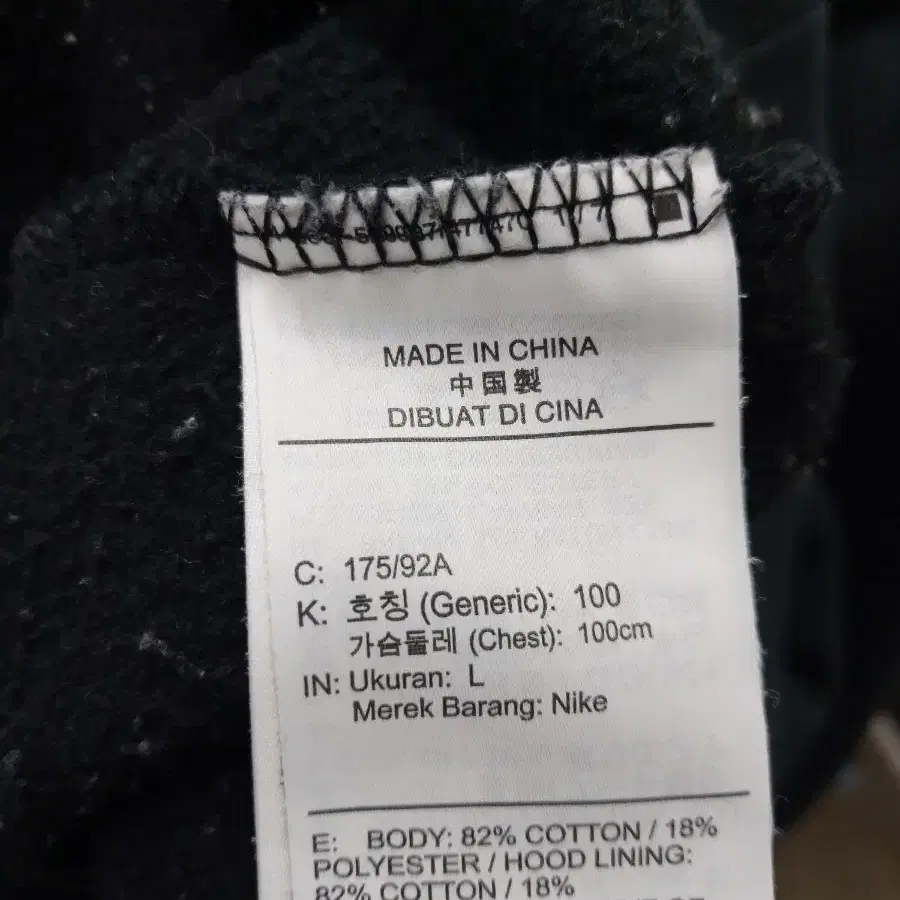 MADE IN CHINA
中国製
DIBUAT DI CINA
C: 175/92A
K: 호칭 (Generic): 100
가슴둘레 (Chest): 100cm
IN: Ukuran: L
Merek Barang: Nike
E: BODY: 82% COTTON / 18%
POLYESTER / HOOD LINING:
82% COTTON / 18%